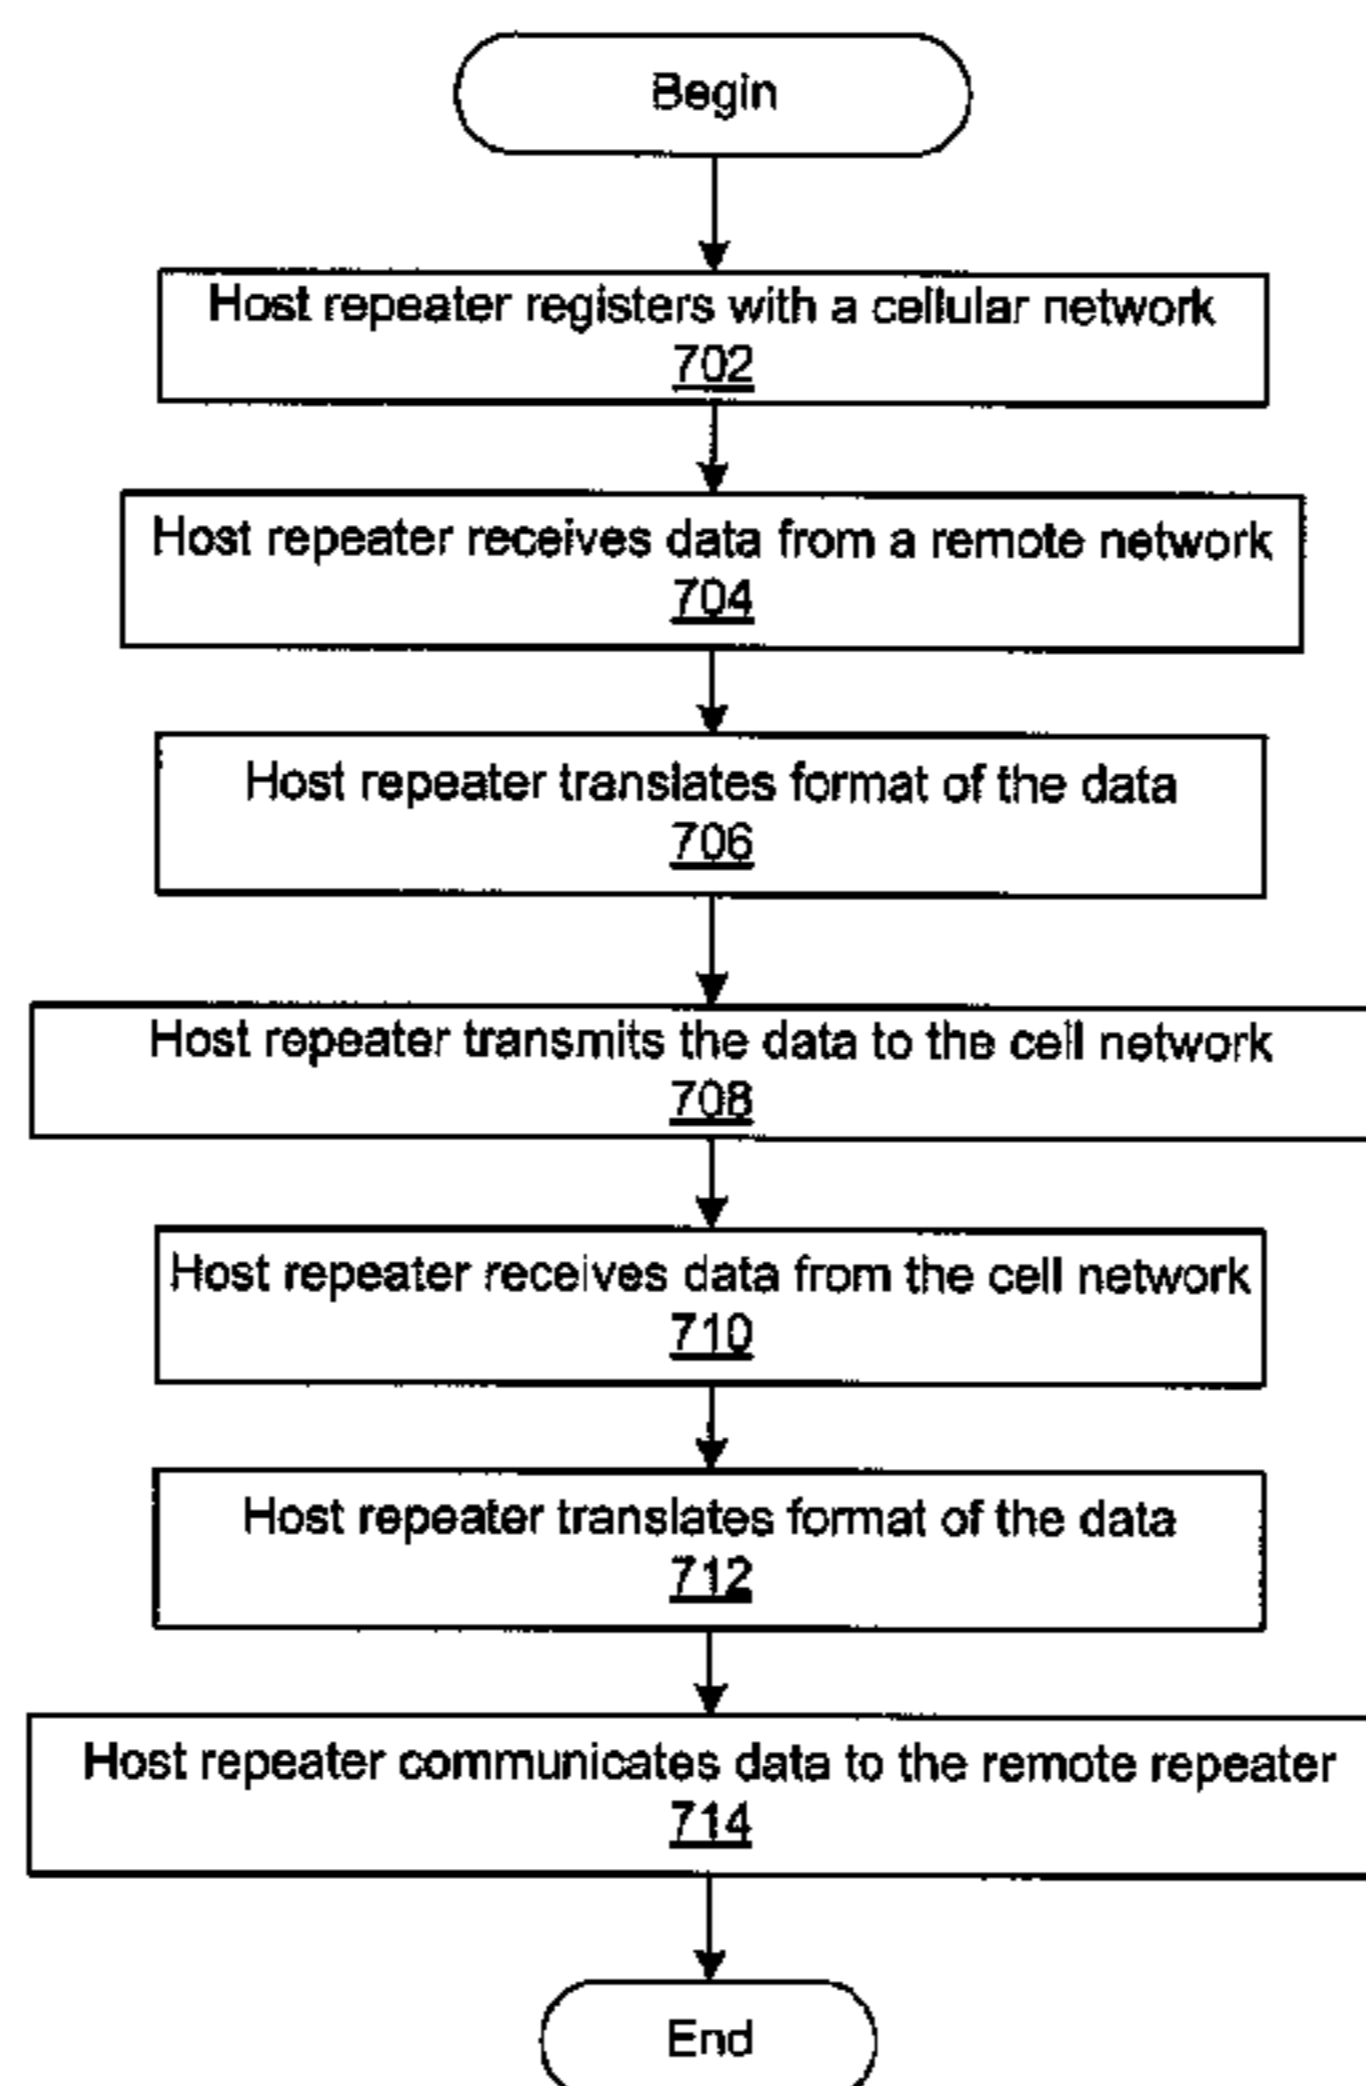 Begin
Host repeater registers with a cellular network
702
Host repeater receives data from a remote network
704
Host repeater translates format of the data
706
Host repeater transmits the data to the cell network
708
Host repeater receives data from the cell network
710
Host repeater translates format of the data
712
Host repeater communicates data to the remote repeater
714
End